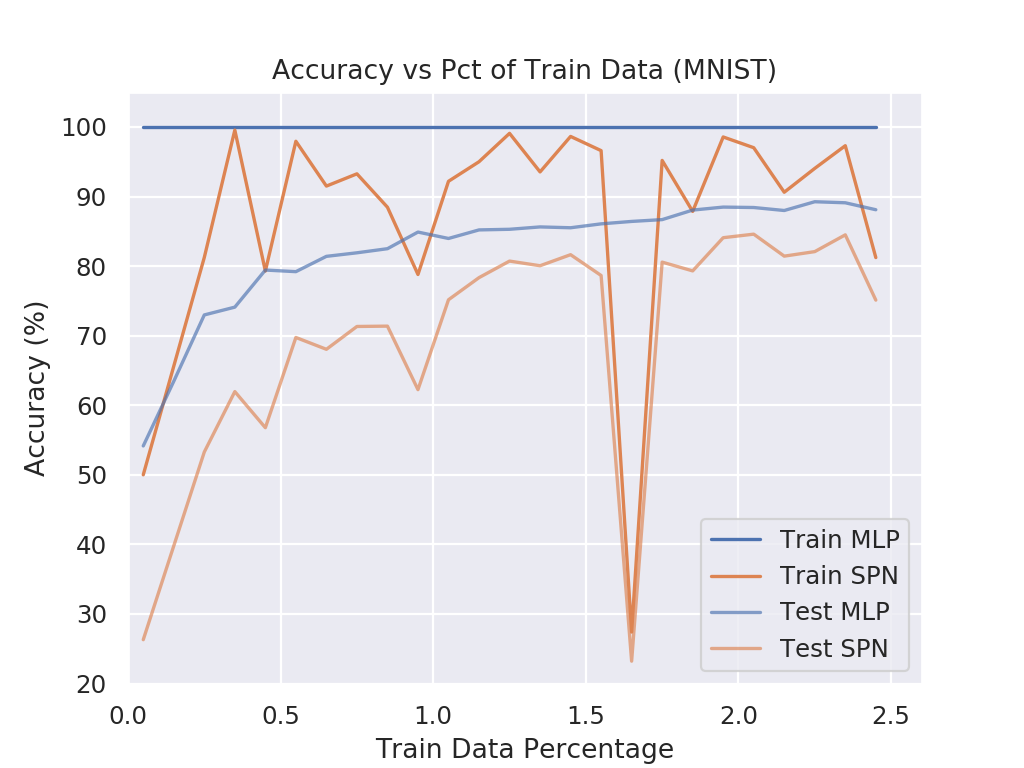 Accuracy vs Pct of Train Data (MNIST)
Accuracy (%)
100
90
80
70
60
50
40
30
20
0.0 0.5 1.0 1.5 2.0 2.5
Train Data Percentage
Train MLP
Train SPN
Test MLP
Test SPN